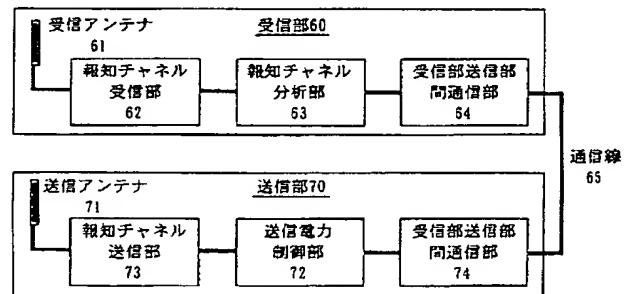 受信アンテナ
61
受信部60
報知チャネル
受信部
62
報知チャネル
分析部
63
受信部送信部
間通信部
64
通信線
65
送信アンテナ
71
送信部70
報知チャネル
送信部
73
送信電力
制御部
72
受信部送信部
間通信部
74